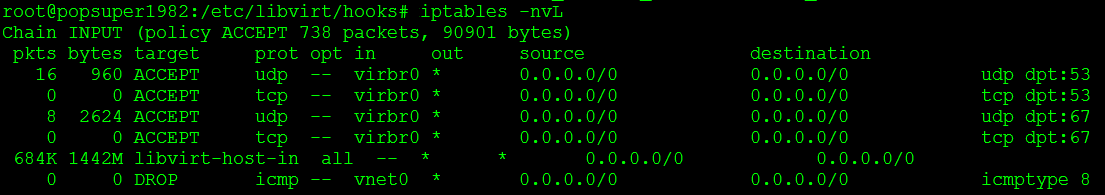 root@popsuper1982:/etc/libvirt/hooks# iptables -nvL
Chain INPUT (policy ACCEPT 738 packets, 90901 bytes)
 pkts bytes target     prot opt in     out     source               destination
   16   960 ACCEPT     udp  --  virbr0 *       0.0.0.0/0            0.0.0.0/0            udp dpt:53
    0     0 ACCEPT     tcp  --  virbr0 *       0.0.0.0/0            0.0.0.0/0            tcp dpt:53
    8  2624 ACCEPT     udp  --  virbr0 *       0.0.0.0/0            0.0.0.0/0            udp dpt:67
    0     0 ACCEPT     tcp  --  virbr0 *       0.0.0.0/0            0.0.0.0/0            tcp dpt:67
 684K 1442M libvirt-host-in  all  --  *      *       0.0.0.0/0            0.0.0.0/0
    0     0 DROP       icmp --  vnet0  *       0.0.0.0/0            0.0.0.0/0            icmptype 8